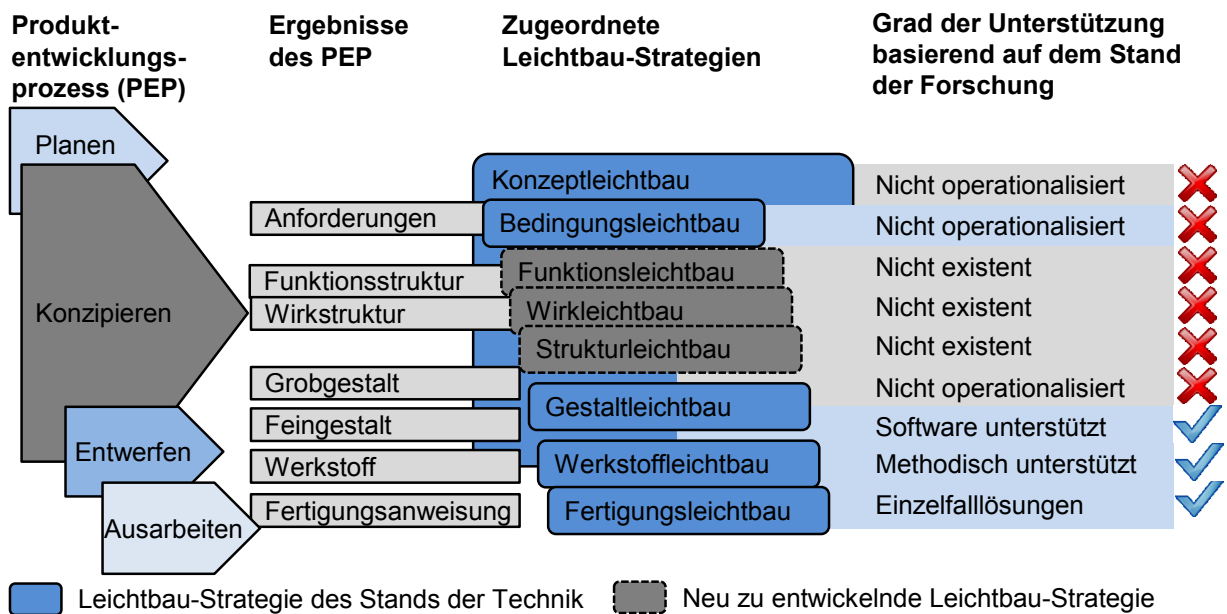 Produkt-
entwicklungs-
prozess (PEP)
Ergebnisse
des PEP
Zugeordnete
Leichtbau-Strategien
Grad der Unterstützung
basierend auf dem Stand
der Forschung
Planen
Konzipieren
Entwerfen
Ausarbeiten
Anforderungen
Funktionsstruktur
Wirkstruktur
Grobgestalt
Feingestalt
Werkstoff
Fertigungsanweisung
Konzeptleichtbau
Bedingungsleichtbau
Funktionsleichtbau
Wirkleichtbau
Strukturleichtbau
Gestaltleichtbau
Werkstoffleichtbau
Fertigungsleichtbau
Nicht operationalisiert
Nicht operationalisiert
Nicht existent
Nicht existent
Nicht existent
Nicht operationalisiert
Software unterstützt
Methodisch unterstützt
Einzelfalllösungen
Leichtbau-Strategie des Stands der Technik
Neu zu entwickelnde Leichtbau-Strategie